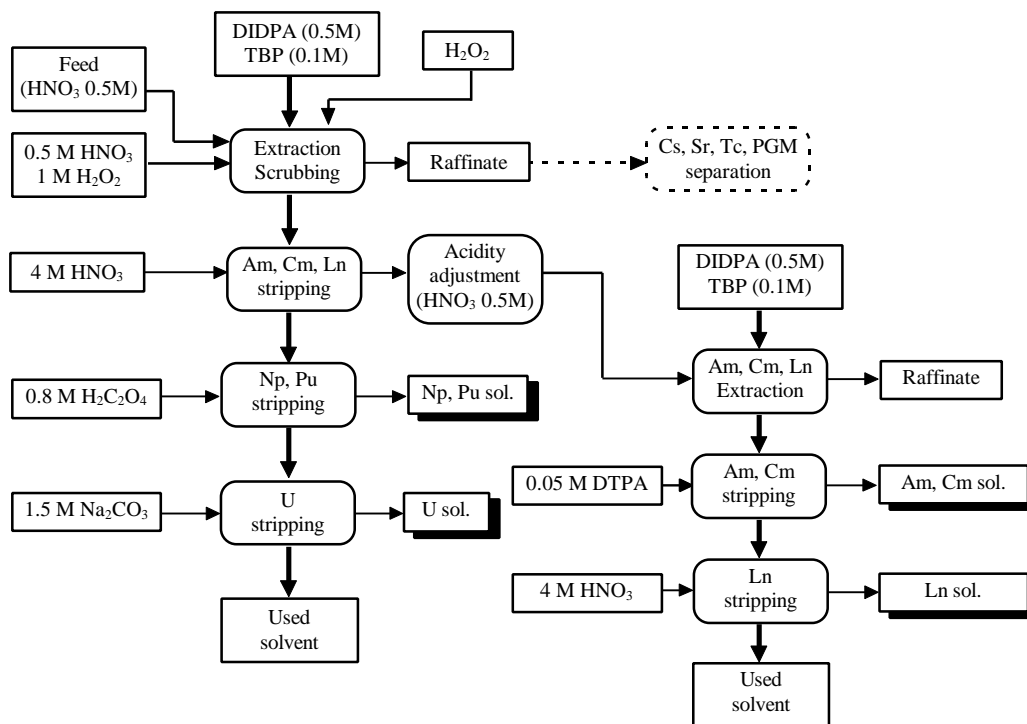 DIDPA (0.5M)
TBP (0.1M)
H₂O₂
Feed
(HNO₃ 0.5M)
0.5 M HNO₃
1 M H₂O₂
Extraction
Scrubbing
Raffinate
Cs, Sr, Tc, PGM
separation
4 M HNO₃
Am, Cm, Ln
stripping
Acidity
adjustment
(HNO₃ 0.5M)
DIDPA (0.5M)
TBP (0.1M)
0.8 M H₂C₂O₄
Np, Pu
stripping
Np, Pu sol.
Am, Cm, Ln
Extraction
Raffinate
1.5 M Na₂CO₃
U
stripping
U sol.
0.05 M DTPA
Am, Cm
stripping
Am, Cm sol.
Used
solvent
4 M HNO₃
Ln
stripping
Ln sol.
Used
solvent